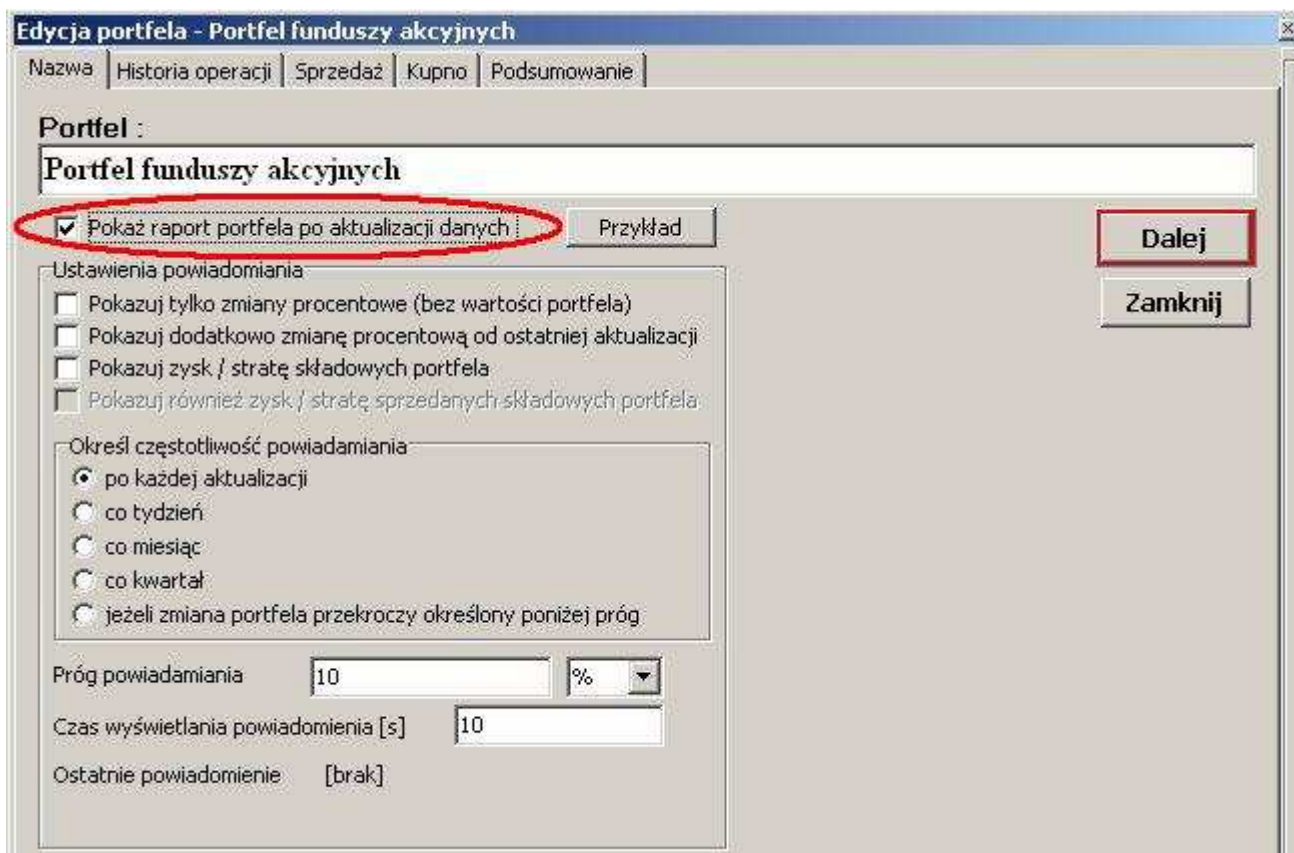 Edycja portfela - Portfel funduszy akcyjnych
Nazwa Historia operacji Sprzedaż Kupno Podsumowanie
Portfel :
Portfel funduszy akcyjnych
Pokaż raport portfela po aktualizacji danych Przykład
Dalej
Ustawienia powiadomiania
Pokazuj tylko zmiany procentowe (bez wartości portfela)
Zamknij
Pokazuj dodatkowo zmianę procentową od ostatniej aktualizacji
Pokazuj zysk / stratę składowych portfela
Pokazuj również zysk / stratę sprzedanych składowych portfela
Określ częstotliwość powiadamiania
po każdej aktualizacji
co tydzień
co miesiąc
co kwartał
jeżeli zmiana portfela przekroczy określony poniżej próg
Próg powiadamiania 10 %
Czas wyświetlania powiadomienia [s] 10
Ostatnie powiadomienie [brak]